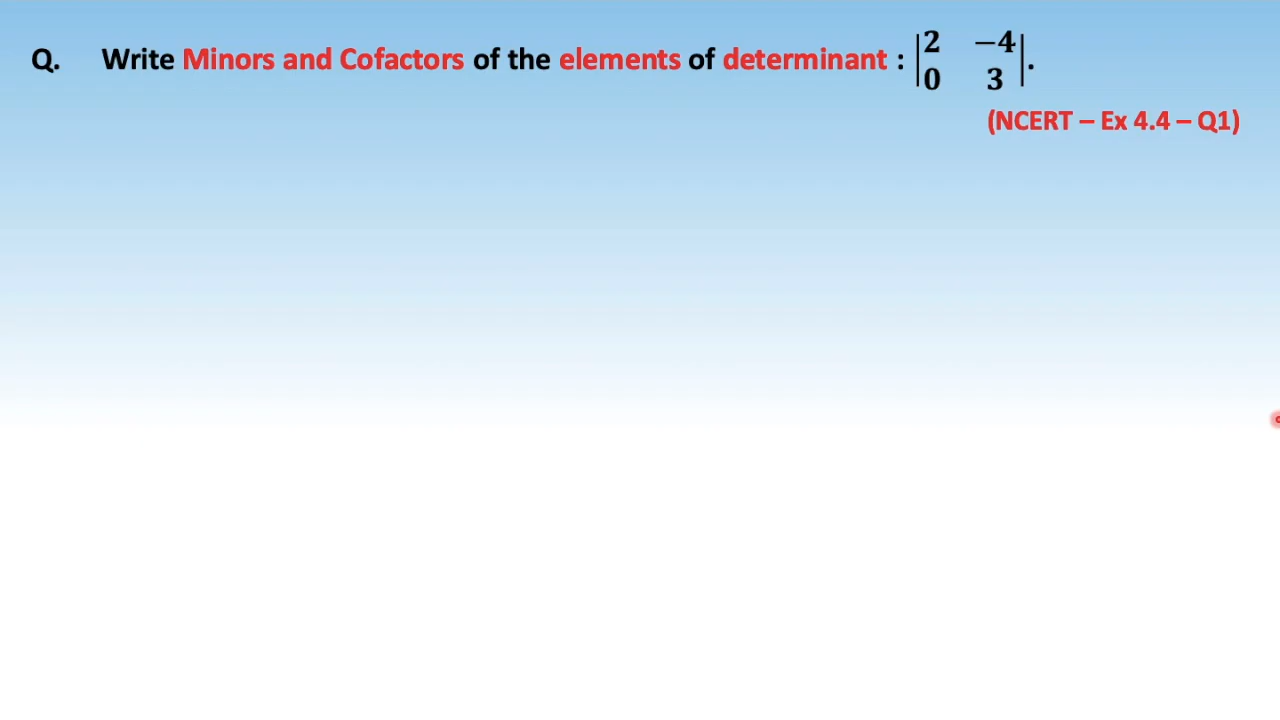 Q. Write Minors and Cofactors of the elements of determinant : |2 −4|
|0 3|.
(NCERT – Ex 4.4 – Q1)